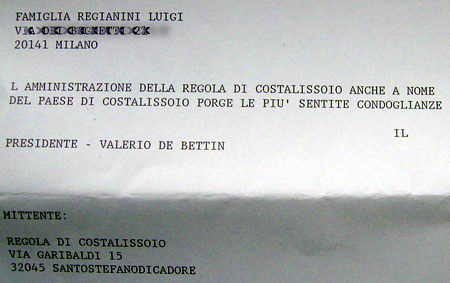 FAMIGLIA REGIANINI LUIGI
20141 MILANO
L AMMINISTRAZIONE DELLA REGOLA DI COSTALISSOIO ANCHE A NOME
DEL PAESE DI COSTALISSOIO PORGE LE PIU' SENTITE CONDOGLIANZE
IL
PRESIDENTE - VALERIO DE BETTIN
MITTENTE:
REGOLA DI COSTALISSOIO
VIA GARIBALDI 15
32045 SANTOSTEFANODICADORE